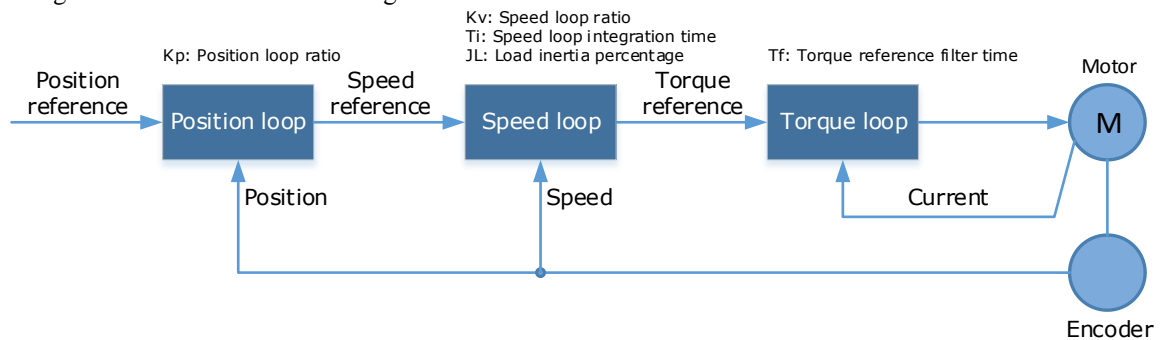 Kv: Speed loop ratio
Ti: Speed loop integration time
Kp: Position loop ratio
JL: Load inertia percentage
Tf: Torque reference filter time
Position
reference
Speed
reference
Torque
reference
Motor
Position loop
Speed loop
Torque loop
M
Position
Speed
Current
Encoder